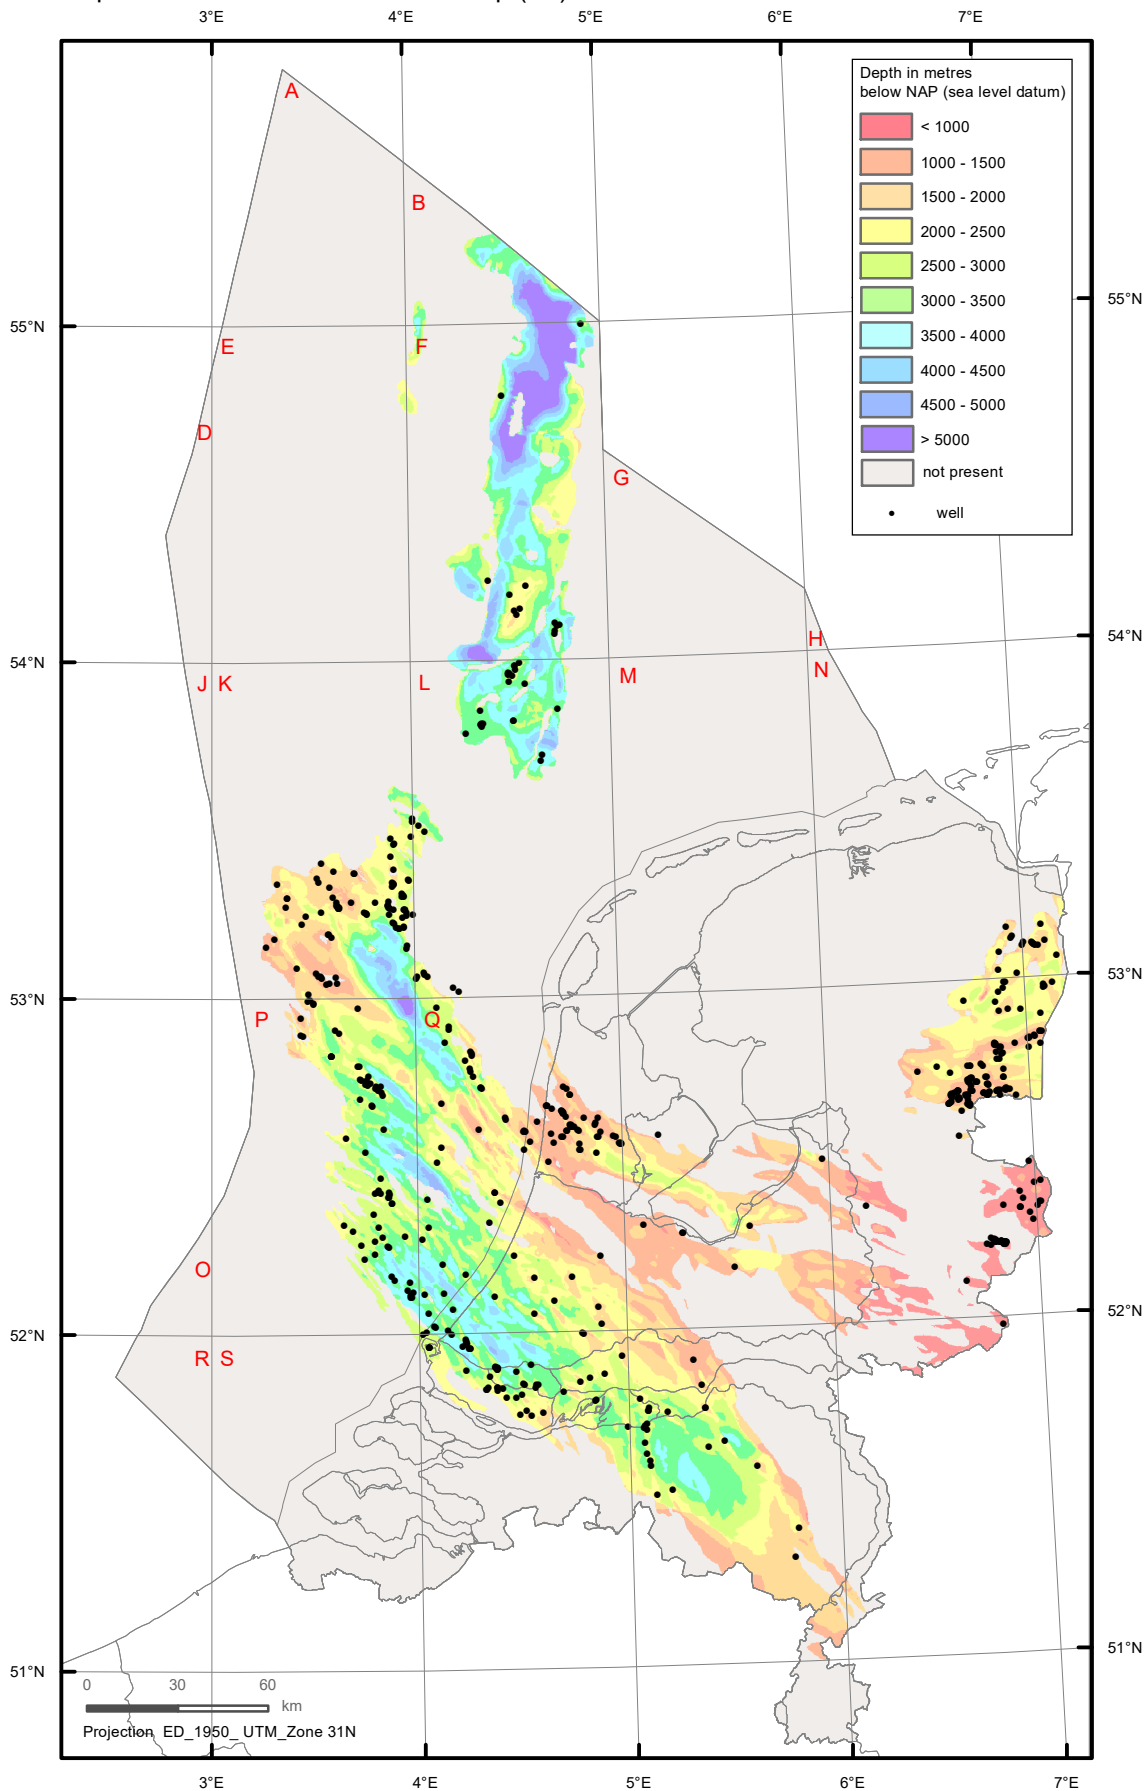 3°E 4°E 5°E 6°E 7°E
Depth in metres
below NAP (sea level datum)
< 1000
1000 - 1500
1500 - 2000
2000 - 2500
2500 - 3000
3000 - 3500
3500 - 4000
4000 - 4500
4500 - 5000
> 5000
not present
well
A
B
55°N 55°N
E F
D
G
H
54°N 54°N
J K L M N
53°N 53°N
P Q
O
52°N 52°N
R S
51°N 51°N
0 30 60
km
Projection ED_1950_ UTM_Zone 31N
3°E 4°E 5°E 6°E 7°E